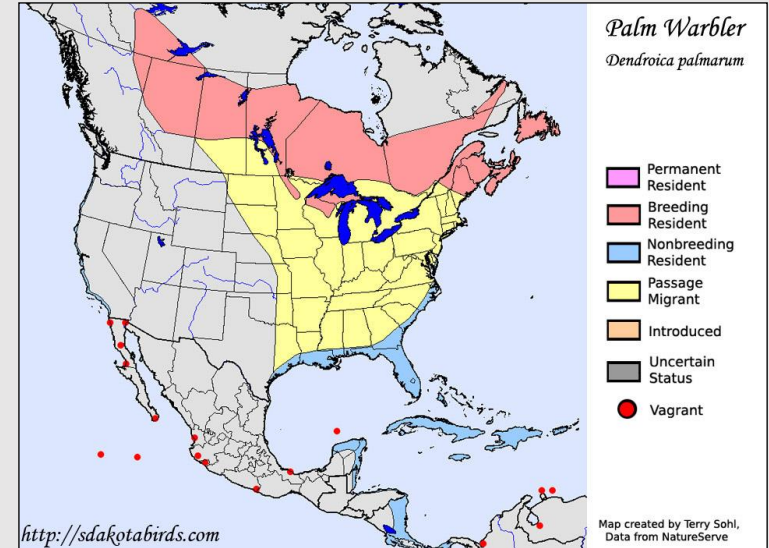 Palm Warbler
Dendroica palmarum
Permanent
Resident
Breeding
Resident
Nonbreeding
Resident
Passage
Migrant
Introduced
Uncertain
Status
Vagrant
Map created by Terry Sohl,
Data from NatureServe
http://sdakotabirds.com